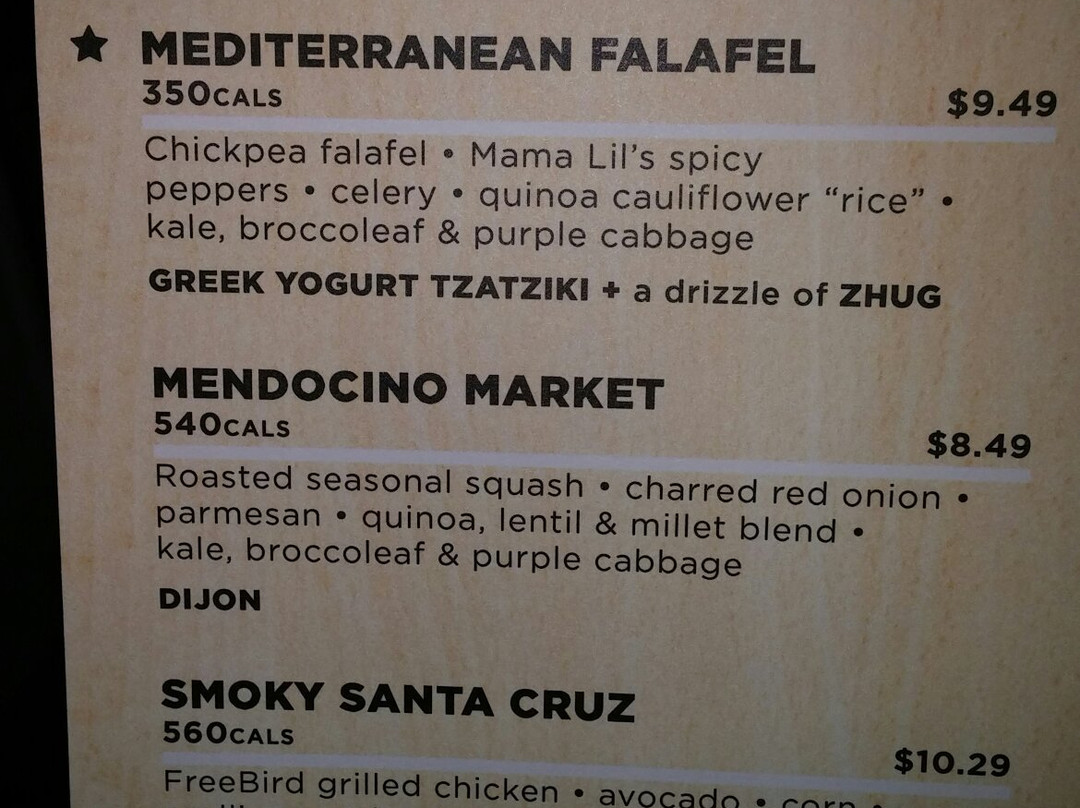 ★ MEDITERRANEAN FALAFEL
350CALS
$9.49
Chickpea falafel • Mama Lil’s spicy
peppers • celery • quinoa cauliflower “rice” •
kale, broccoleaf & purple cabbage
GREEK YOGURT TZATZIKI + a drizzle of ZHUG
MENDOCINO MARKET
540CALS
$8.49
Roasted seasonal squash • charred red onion •
parmesan • quinoa, lentil & millet blend •
kale, broccoleaf & purple cabbage
DIJON
SMOKY SANTA CRUZ
560CALS
$10.29
FreeBird grilled chicken • avocado • corn •